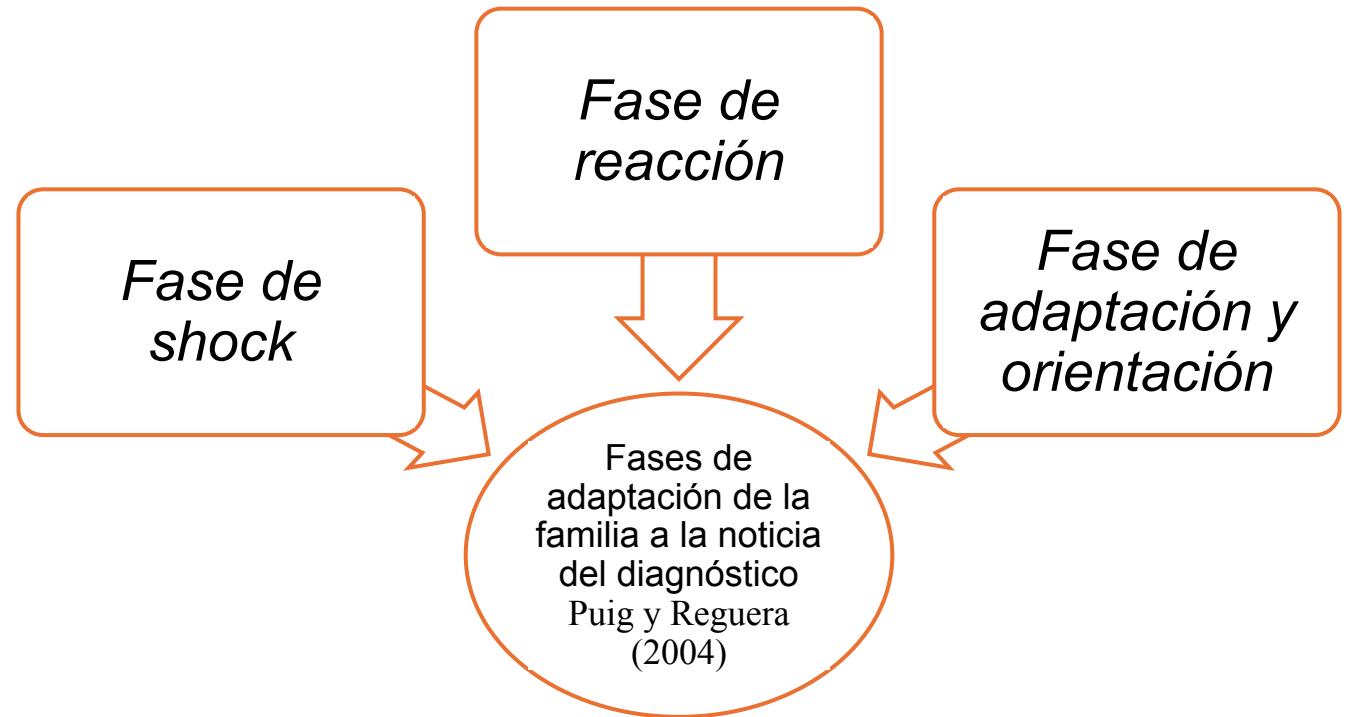 Fase de
shock
Fase de
reacción
Fase de
adaptación y
orientación
Fases de
adaptación de la
familia a la noticia
del diagnóstico
Puig y Reguera
(2004)